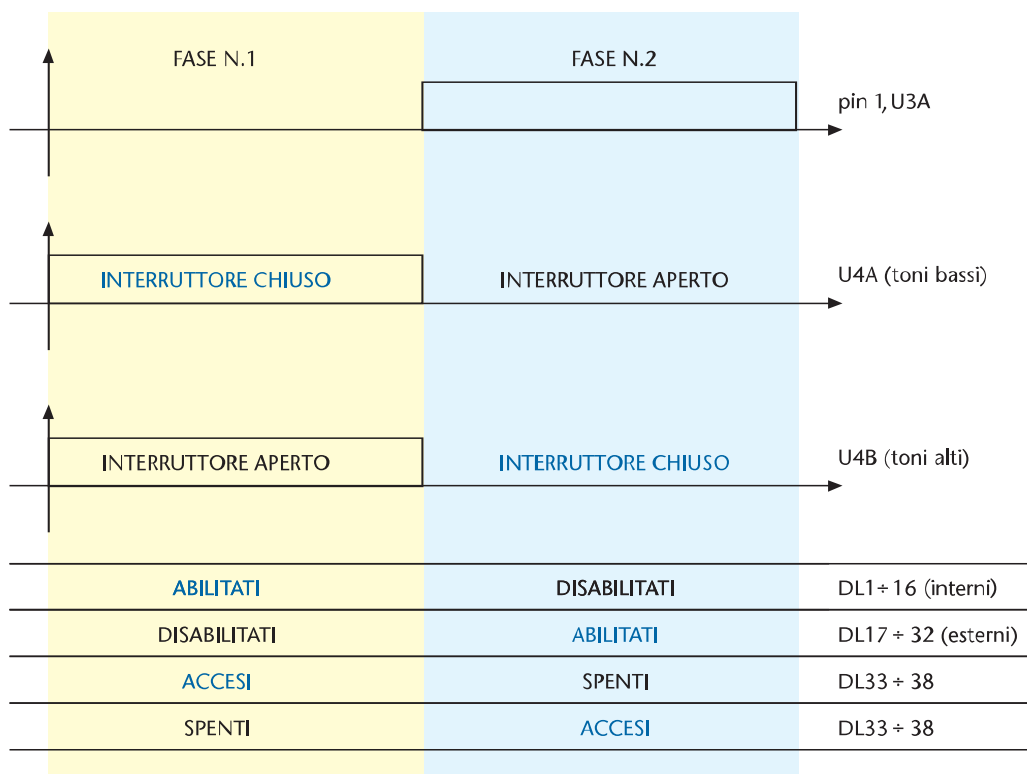 FASE N.1 FASE N.2
pin 1, U3A
INTERRUTTORE CHIUSO INTERRUTTORE APERTO U4A (toni bassi)
INTERRUTTORE APERTO INTERRUTTORE CHIUSO U4B (toni alti)
ABILITATI DISABILITATI DL1÷16 (interni)
DISABILITATI ABILITATI DL17 ÷ 32 (esterni)
ACCESI SPENTI DL33 ÷ 38
SPENTI ACCESI DL33 ÷ 38